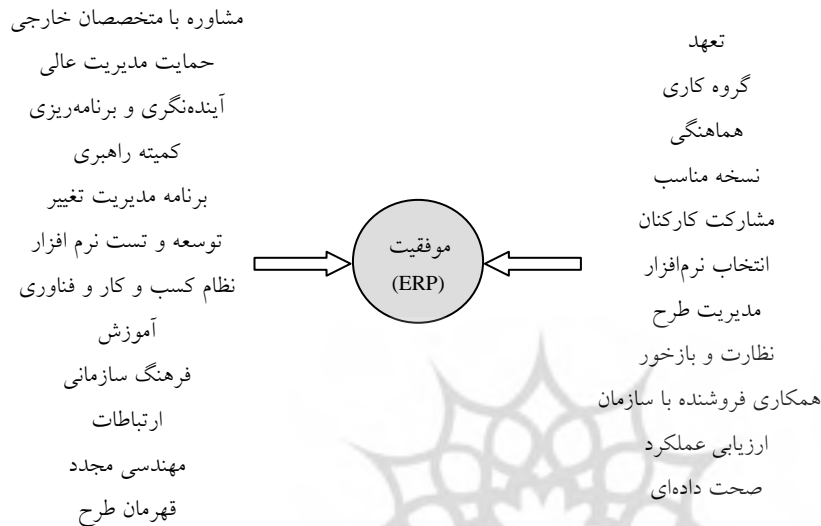 تعهد
گروه کاری
هماهنگی
نسخه مناسب
مشارکت کارکنان
انتخاب نرم‌افزار
مدیریت طرح
نظارت و بازخور
همکاری فروشنده با سازمان
ارزیابی عملکرد
صحت داده‌ای
موفقیت
(ERP)
مشاوره با متخصصان خارجی
حمایت مدیریت عالی
آینده‌نگری و برنامه‌ریزی
کمیته راهبری
برنامه مدیریت تغییر
توسعه و تست نرم افزار
نظام کسب و کار و فناوری
آموزش
فرهنگ سازمانی
ارتباطات
مهندسی مجدد
قهرمان طرح